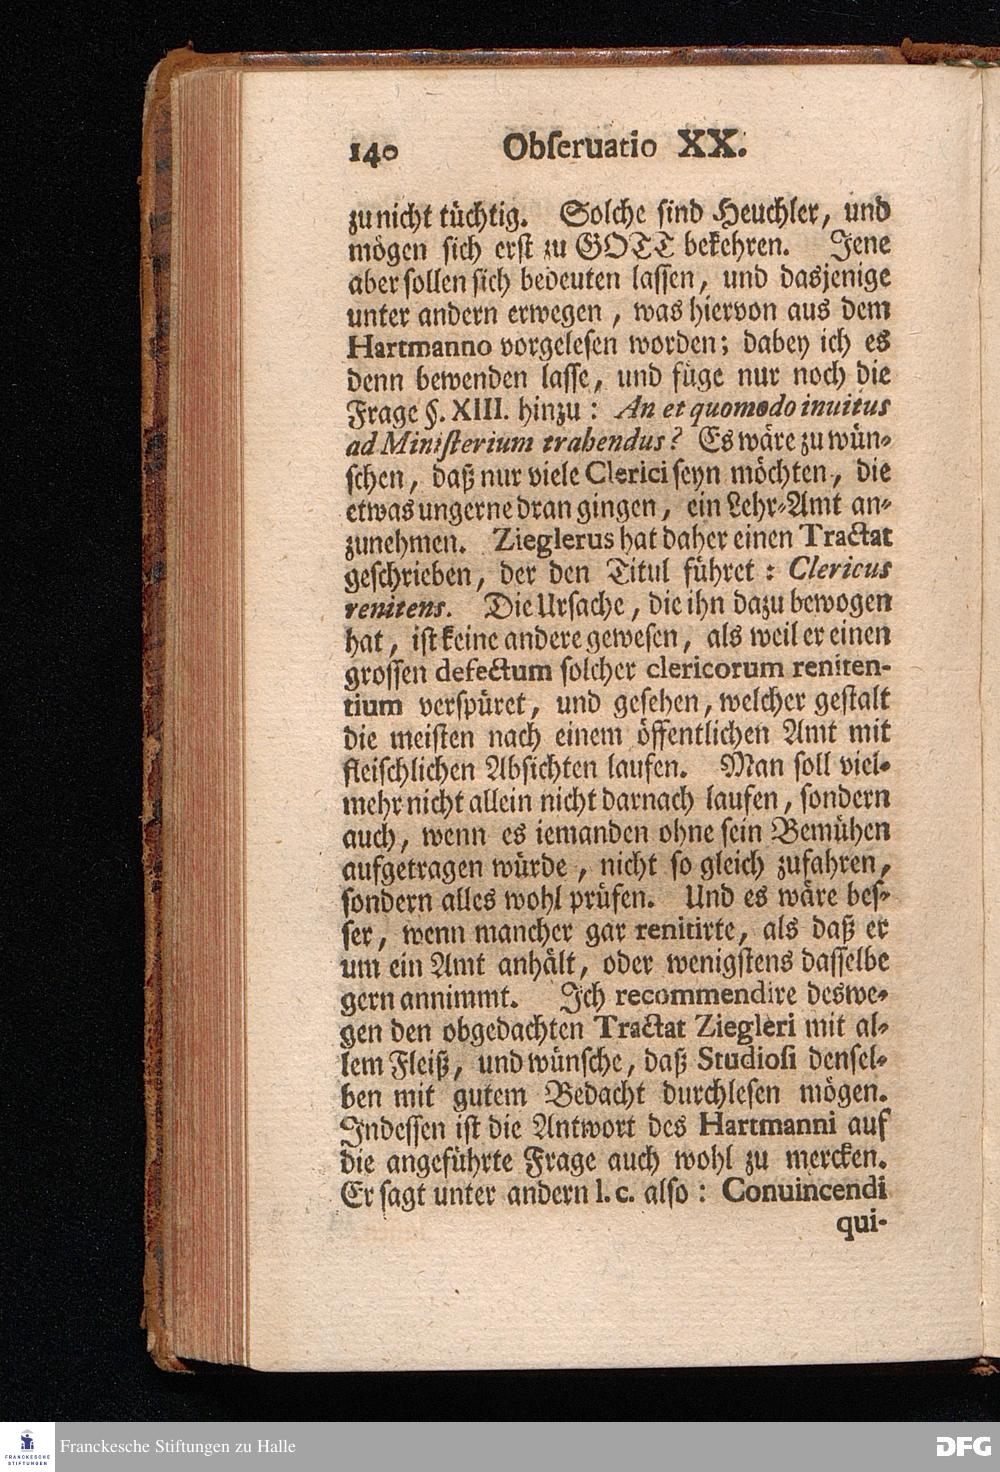 140 Obſeruatio XX.
zu nicht tüchtig. Solche ſind Heuchler, und
mögen ſich erſt zu GOTT bekehren. Jene
aber ſollen ſich bedeuten laſſen, und dasjenige
unter andern erwegen, was hiervon aus dem
Hartmanno vorgeleſen worden; dabey ich es
denn bewenden laſſe, und füge nur noch die
Frage §. XIII. hinzu: An et quomodo inuitus
ad Miniſterium trahendus? Es wäre zu wün-
ſchen, daß nur viele Clerici ſeyn möchten, die
etwas ungerne dran gingen, ein Lehr-Amt an-
zunehmen. Zieglerus hat daher einen Tractat
geſchrieben, der den Titul führet: Clericus
renitens. Die Urſache, die ihn dazu bewogen
hat, iſt keine andere geweſen, als weil er einen
groſſen defectum ſolcher clericorum reniten-
tium verſpüret, und geſehen, welcher geſtalt
die meiſten nach einem öffentlichen Amt mit
fleiſchlichen Abſichten laufen. Man ſoll viel-
mehr nicht allein nicht darnach laufen, ſondern
auch, wenn es iemanden ohne ſein Bemühen
aufgetragen würde, nicht ſo gleich zufahren,
ſondern alles wohl prüfen. Und es wäre beſ-
ſer, wenn mancher gar renitirte, als daß er
um ein Amt anhält, oder wenigſtens daſſelbe
gern annimmt. Ich recommendire deswe-
gen den obgedachten Tractat Ziegleri mit al-
lem Fleiß, und wünſche, daß Studioſi denſel-
ben mit gutem Bedacht durchleſen mögen.
Indeſſen iſt die Antwort des Hartmanni auf
die angeführte Frage auch wohl zu mercken.
Er ſagt unter andern l. c. alſo: Conuincendi
qui-
FRANCKESCHE
STIFTUNGEN
Franckesche Stiftungen zu Halle
DFG